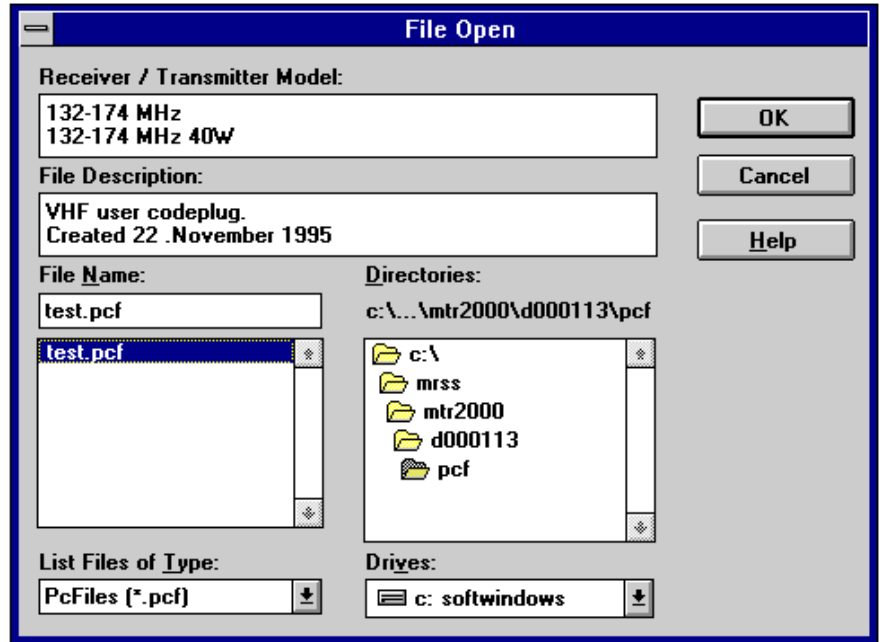 File Open
Receiver / Transmitter Model:
132-174 MHz
132-174 MHz 40W
OK
File Description:
Cancel
VHF user codeplug.
Created 22 .November 1995
Help
File Name:
Directories:
test.pcf
c:\...\mtr2000\d000113\pcf
test.pcf
c:\
mrss
mtr2000
d000113
pcf
List Files of Type:
Drives:
PcFiles (*.pcf)
c: softwindows